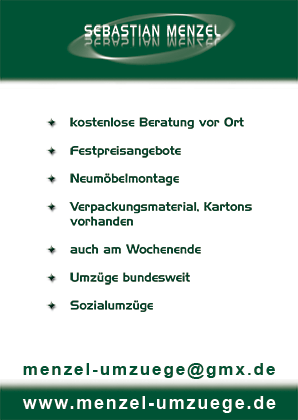 SEBASTIAN MENZEL
kostenlose Beratung vor Ort
Festpreisangebote
Neumöbelmontage
Verpackungsmaterial, Kartons
vorhanden
auch am Wochenende
Umzüge bundesweit
Sozialumzüge
menzel-umzuege@gmx.de
www.menzel-umzuege.de